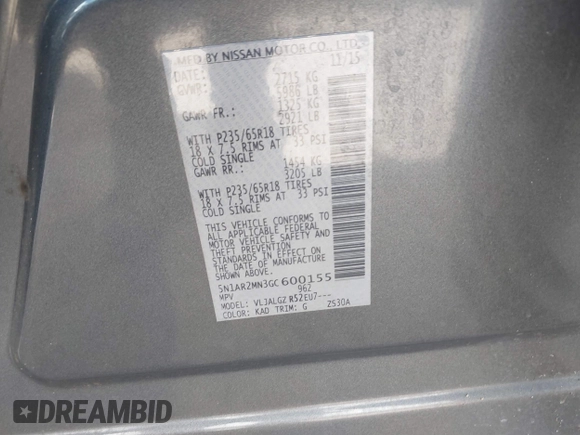 MFD BY NISSAN MOTOR CO., LTD.
DATE: 11/15
GVWR: 2715 KG
5986 LB
GAWR FR.: 1325 KG
2921 LB
WITH P235/65R18 TIRES
18 X 7.5 RIMS AT 33 PSI
COLD SINGLE
GAWR RR.: 1454 KG
3205 LB
WITH P235/65R18 TIRES
18 X 7.5 RIMS AT 33 PSI
COLD SINGLE
THIS VEHICLE CONFORMS TO
ALL APPLICABLE FEDERAL
MOTOR VEHICLE SAFETY AND
THEFT PREVENTION
STANDARDS IN EFFECT ON
THE DATE OF MANUFACTURE
SHOWN ABOVE.
5N1AR2MN3GC600155
MPV 962
MODEL: VLJALGZ R52EU7---
COLOR: KAD TRIM: G ZS30A
DREAMBID